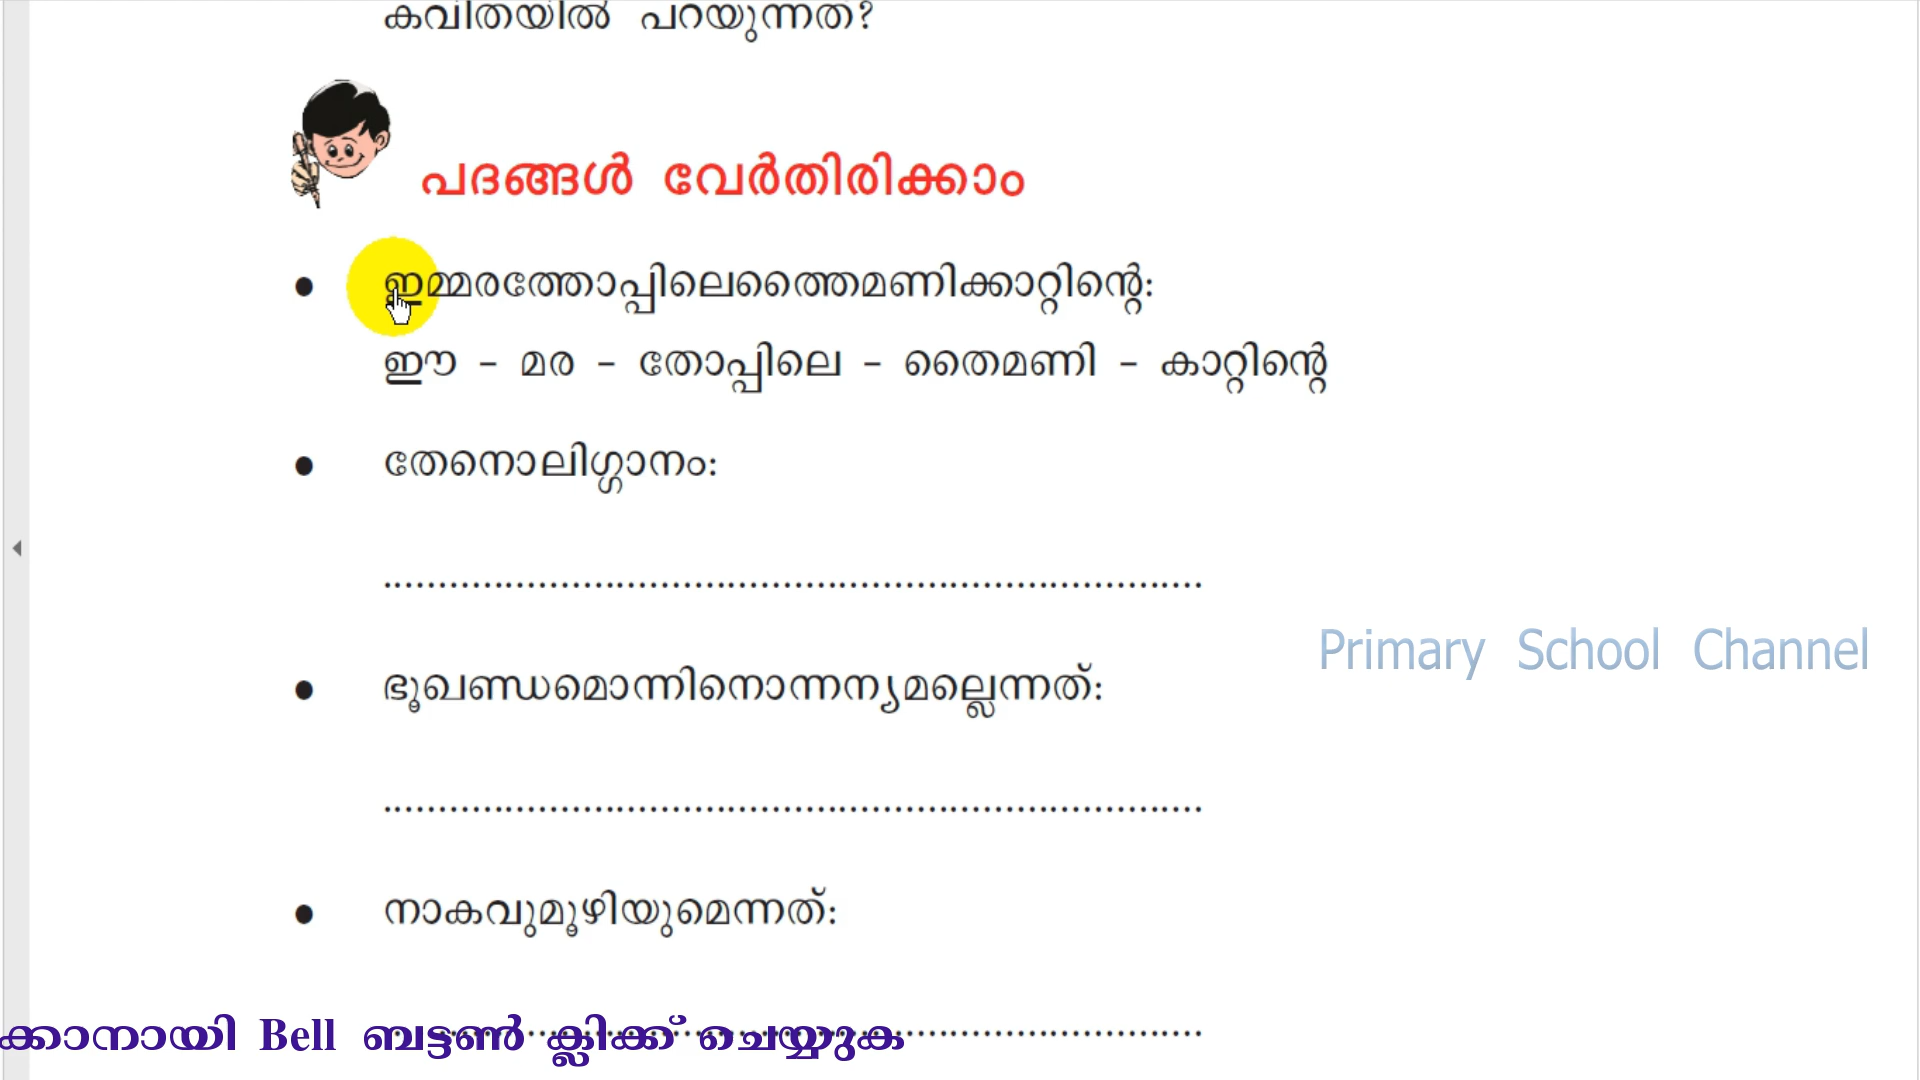 കവിതയിൽ പറയുന്നത്?
പദങ്ങൾ വേർതിരിക്കാം
● ഇമ്മരത്തോപ്പിലെത്തൈമണിക്കാറ്റിന്റെ:
ഈ – മര – തോപ്പിലെ – തൈമണി – കാറ്റിന്റെ
● തേനൊലിഗ്ഗാനം:
..........................................................................
Primary School Channel
● ഭൂഖണ്ഡമൊന്നിനൊന്നന്യമല്ലെന്നത്:
..........................................................................
● നാകവുമൂഴിയുമെന്നത്:
..........................................................................
ക്കാനായി Bell ബട്ടൺ ക്ലിക്ക് ചെയ്യുക